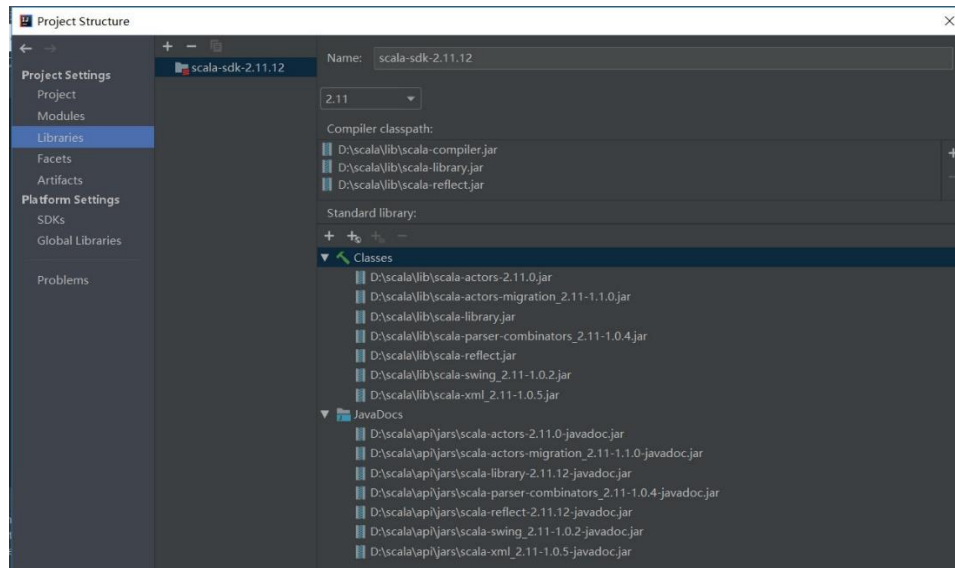 Project Structure
Project Settings
Project
Modules
Libraries
Facets
Artifacts
Platform Settings
SDKs
Global Libraries
Problems
scala-sdk-2.11.12
Name: scala-sdk-2.11.12
2.11
Compiler classpath:
D:\scala\lib\scala-compiler.jar
D:\scala\lib\scala-library.jar
D:\scala\lib\scala-reflect.jar
Standard library:
Classes
D:\scala\lib\scala-actors-2.11.0.jar
D:\scala\lib\scala-actors-migration_2.11-1.1.0.jar
D:\scala\lib\scala-library.jar
D:\scala\lib\scala-parser-combinators_2.11-1.0.4.jar
D:\scala\lib\scala-reflect.jar
D:\scala\lib\scala-swing_2.11-1.0.2.jar
D:\scala\lib\scala-xml_2.11-1.0.5.jar
JavaDocs
D:\scala\api\jars\scala-actors-2.11.0-javadoc.jar
D:\scala\api\jars\scala-actors-migration_2.11-1.1.0-javadoc.jar
D:\scala\api\jars\scala-library-2.11.12-javadoc.jar
D:\scala\api\jars\scala-parser-combinators_2.11-1.0.4-javadoc.jar
D:\scala\api\jars\scala-reflect-2.11.12-javadoc.jar
D:\scala\api\jars\scala-swing_2.11-1.0.2-javadoc.jar
D:\scala\api\jars\scala-xml_2.11-1.0.5-javadoc.jar